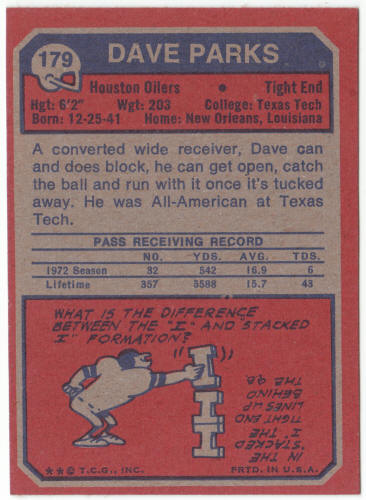 179
DAVE PARKS
Houston Oilers • Tight End
Hgt: 6'2" Wgt: 203 College: Texas Tech
Born: 12-25-41 Home: New Orleans, Louisiana
A converted wide receiver, Dave can
and does block, he can get open, catch
the ball and run with it once it's tucked
away. He was All-American at Texas
Tech.
PASS RECEIVING RECORD
NO. YDS. AVG. TDS.
1972 Season 32 542 16.9 6
Lifetime 357 5588 15.7 43
WHAT IS THE DIFFERENCE
BETWEEN THE "I" AND "STACKED
I" FORMATION?
IN THE
"STACKED
I" THE
TIGHT END
LINES UP
BEHIND
THE Q.B.
I
I
I
**© T.C.G., INC. PRTD. IN U.S.A.